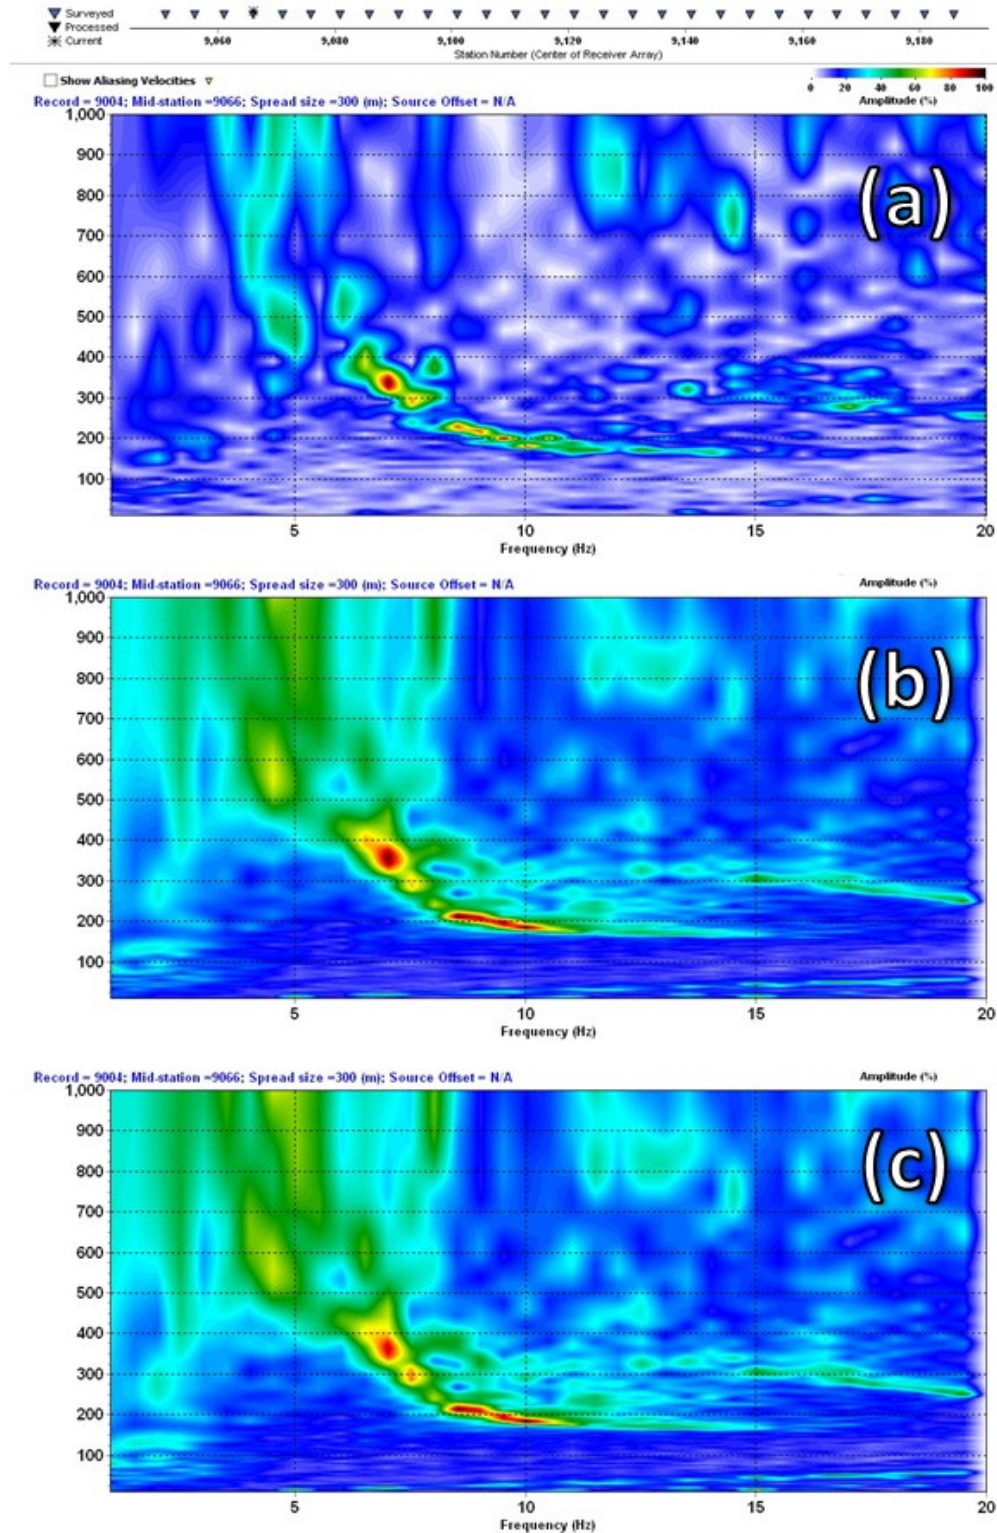 Surveyed
Processed
Current
9,060 9,080 9,100 9,120 9,140 9,160 9,180
Station Number (Center of Receiver Array)
Show Aliasing Velocities
0 20 40 60 80 100
Record = 9004; Mid-station =9066; Spread size =300 (m); Source Offset = N/A Amplitude (%)
1,000
900
800
700
600
500
400
300
200
100
(a)
5 10 15 20
Frequency (Hz)
Record = 9004; Mid-station =9066; Spread size =300 (m); Source Offset = N/A Amplitude (%)
1,000
900
800
700
600
500
400
300
200
100
(b)
5 10 15 20
Frequency (Hz)
Record = 9004; Mid-station =9066; Spread size =300 (m); Source Offset = N/A Amplitude (%)
1,000
900
800
700
600
500
400
300
200
100
(c)
5 10 15 20
Frequency (Hz)